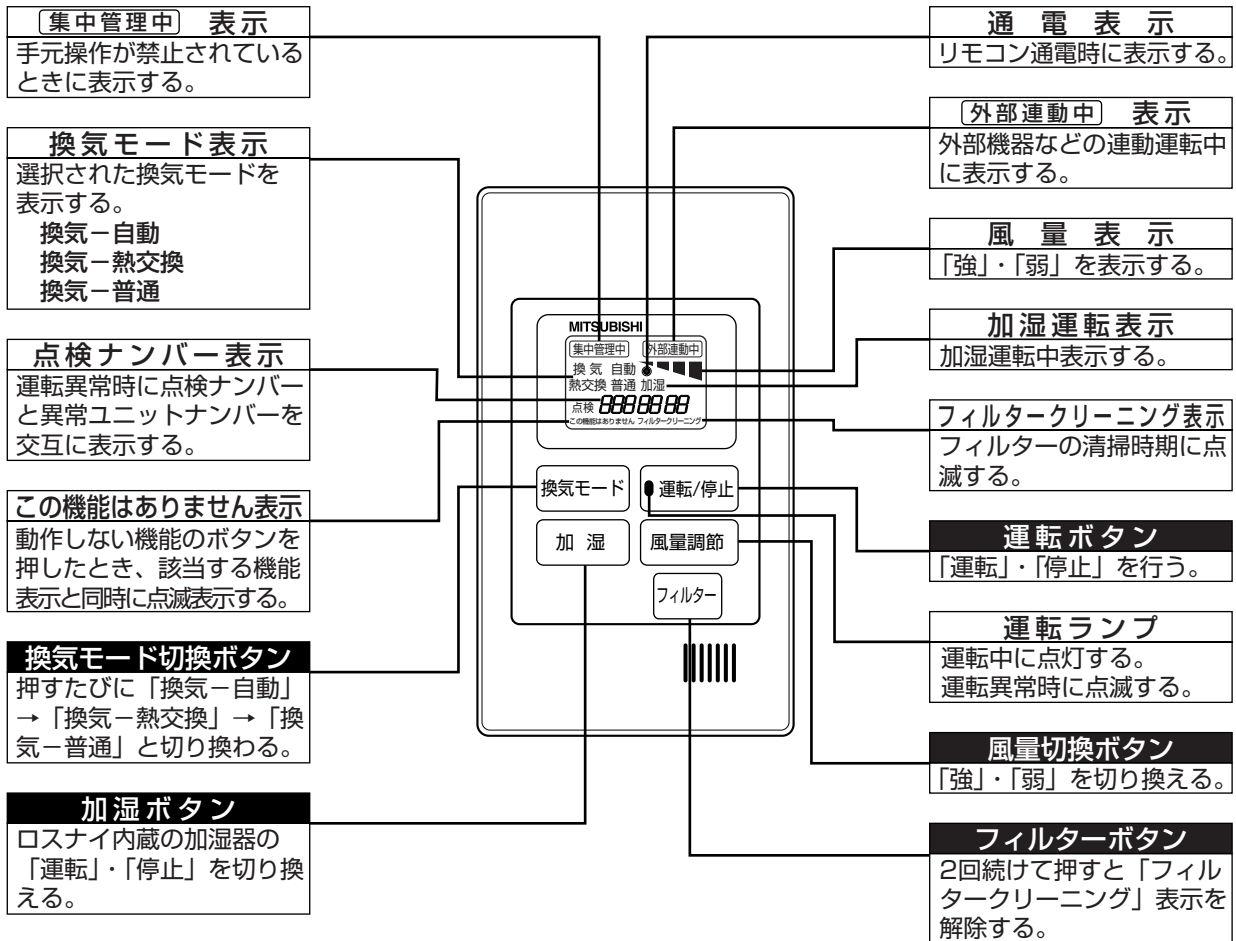 集中管理中 表示
手元操作が禁止されている
ときに表示する。
換気モード表示
選択された換気モードを
表示する。
換気－自動
換気－熱交換
換気－普通
点検ナンバー表示
運転異常時に点検ナンバー
と異常ユニットナンバーを
交互に表示する。
この機能はありません表示
動作しない機能のボタンを
押したとき、該当する機能
表示と同時に点滅表示する。
換気モード切換ボタン
押すたびに「換気－自動」
→「換気－熱交換」→「換
気－普通」と切り換わる。
加湿ボタン
ロスナイ内蔵の加湿器の
「運転」・「停止」を切り換
える。
MITSUBISHI
集中管理中 外部連動中
換気 自動
熱交換 普通 加湿
点検 888 88 88
この機能はありません フィルタークリーニング
換気モード 運転/停止
加湿 風量調節
フィルター
通電表示
リモコン通電時に表示する。
外部連動中 表示
外部機器などの連動運転中
に表示する。
風量表示
「強」・「弱」を表示する。
加湿運転表示
加湿運転中表示する。
フィルタークリーニング表示
フィルターの清掃時期に点
滅する。
運転ボタン
「運転」・「停止」を行う。
運転ランプ
運転中に点灯する。
運転異常時に点滅する。
風量切換ボタン
「強」・「弱」を切り換える。
フィルターボタン
2回続けて押すと「フィル
タークリーニング」表示を
解除する。